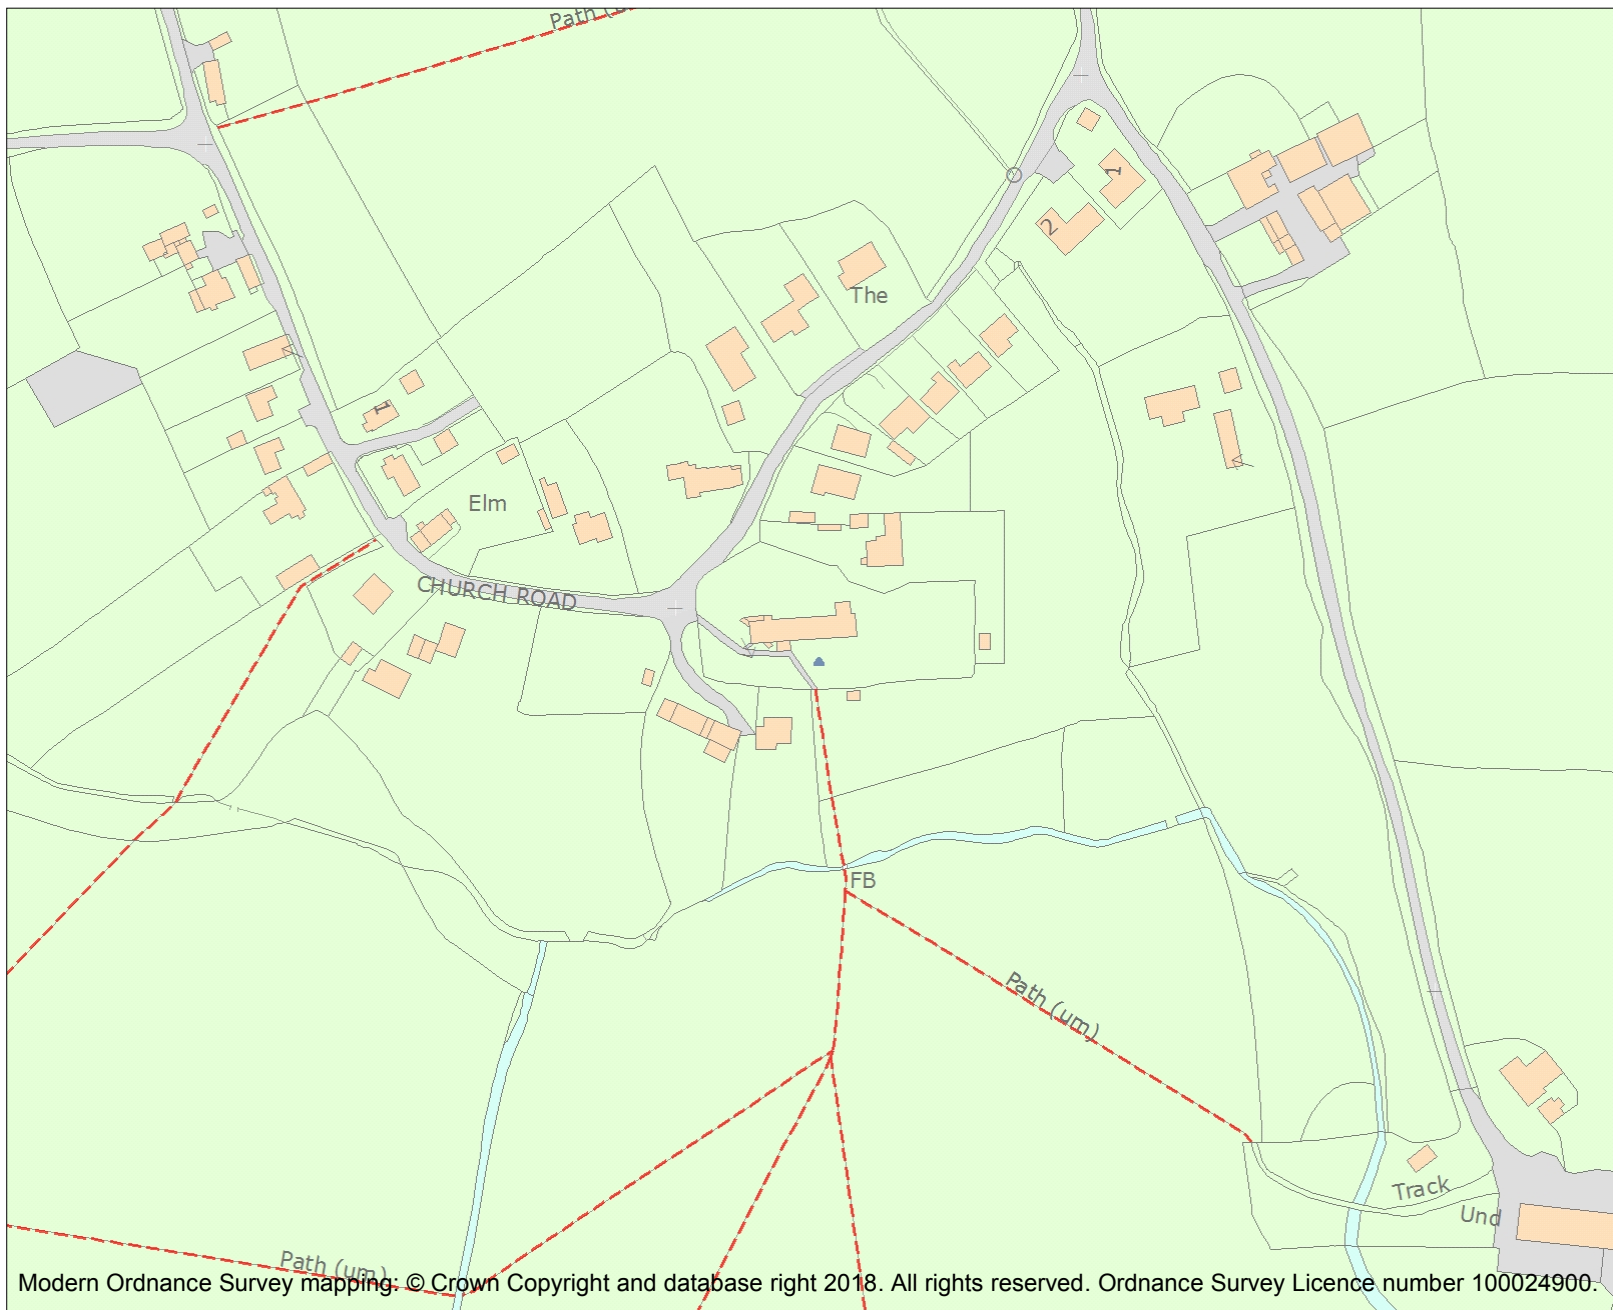 Path (u
1
2
The
1
Elm
CHURCH ROAD
FB
Path (um)
Track
Und
Path (um)
Modern Ordnance Survey mapping: © Crown Copyright and database right 2018. All rights reserved. Ordnance Survey Licence number 100024900.